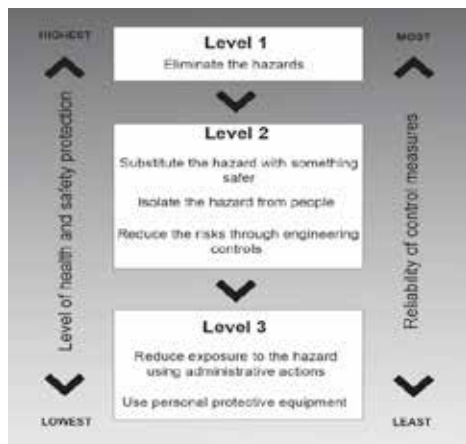 HIGHEST
MOST
Level 1
Eliminate the hazards
Level 2
Substitute the hazard with something
safer
Isolate the hazard from people
Reduce the risks through engineering
controls
Level 3
Reduce exposure to the hazard
using administrative actions
Use personal protective equipment
Level of health and safety protection
Reliability of control measures
LOWEST
LEAST